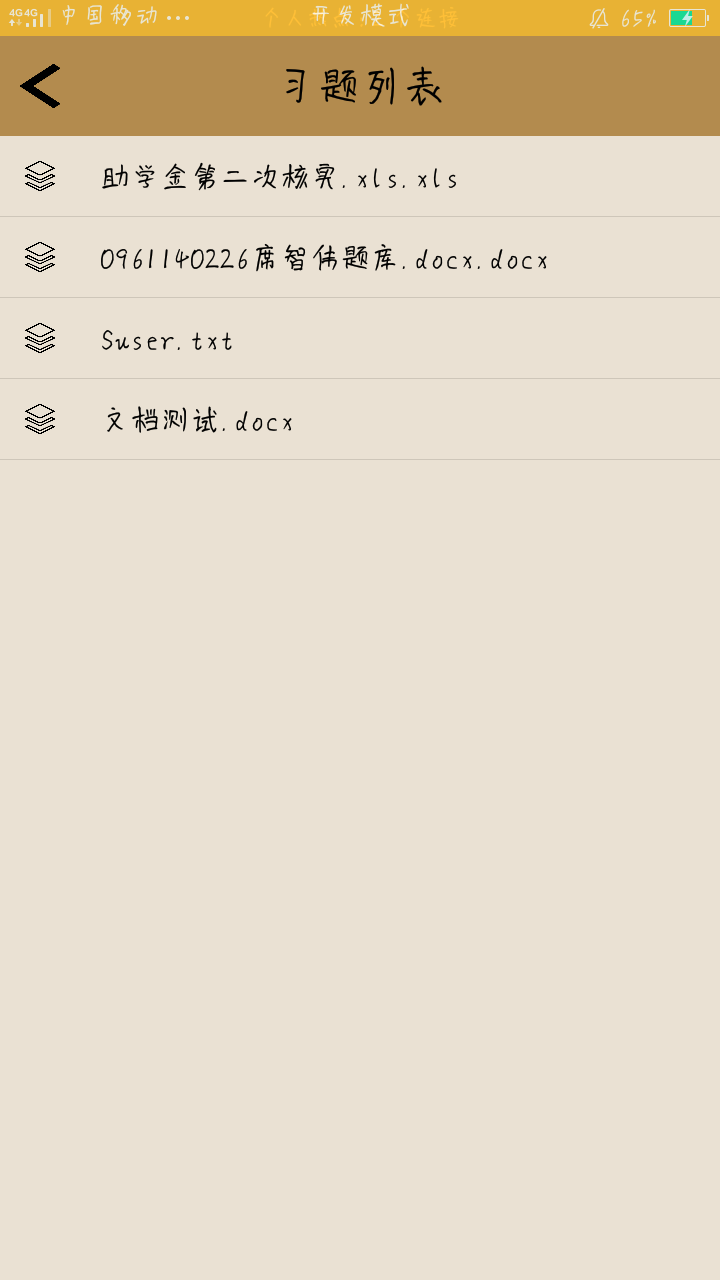 4G 4G 中国移动... 开发模式 65%
习题列表
助学金第二次核实.xls.xls
0961140226席智伟题库.docx.docx
Suser.txt
文档测试.docx